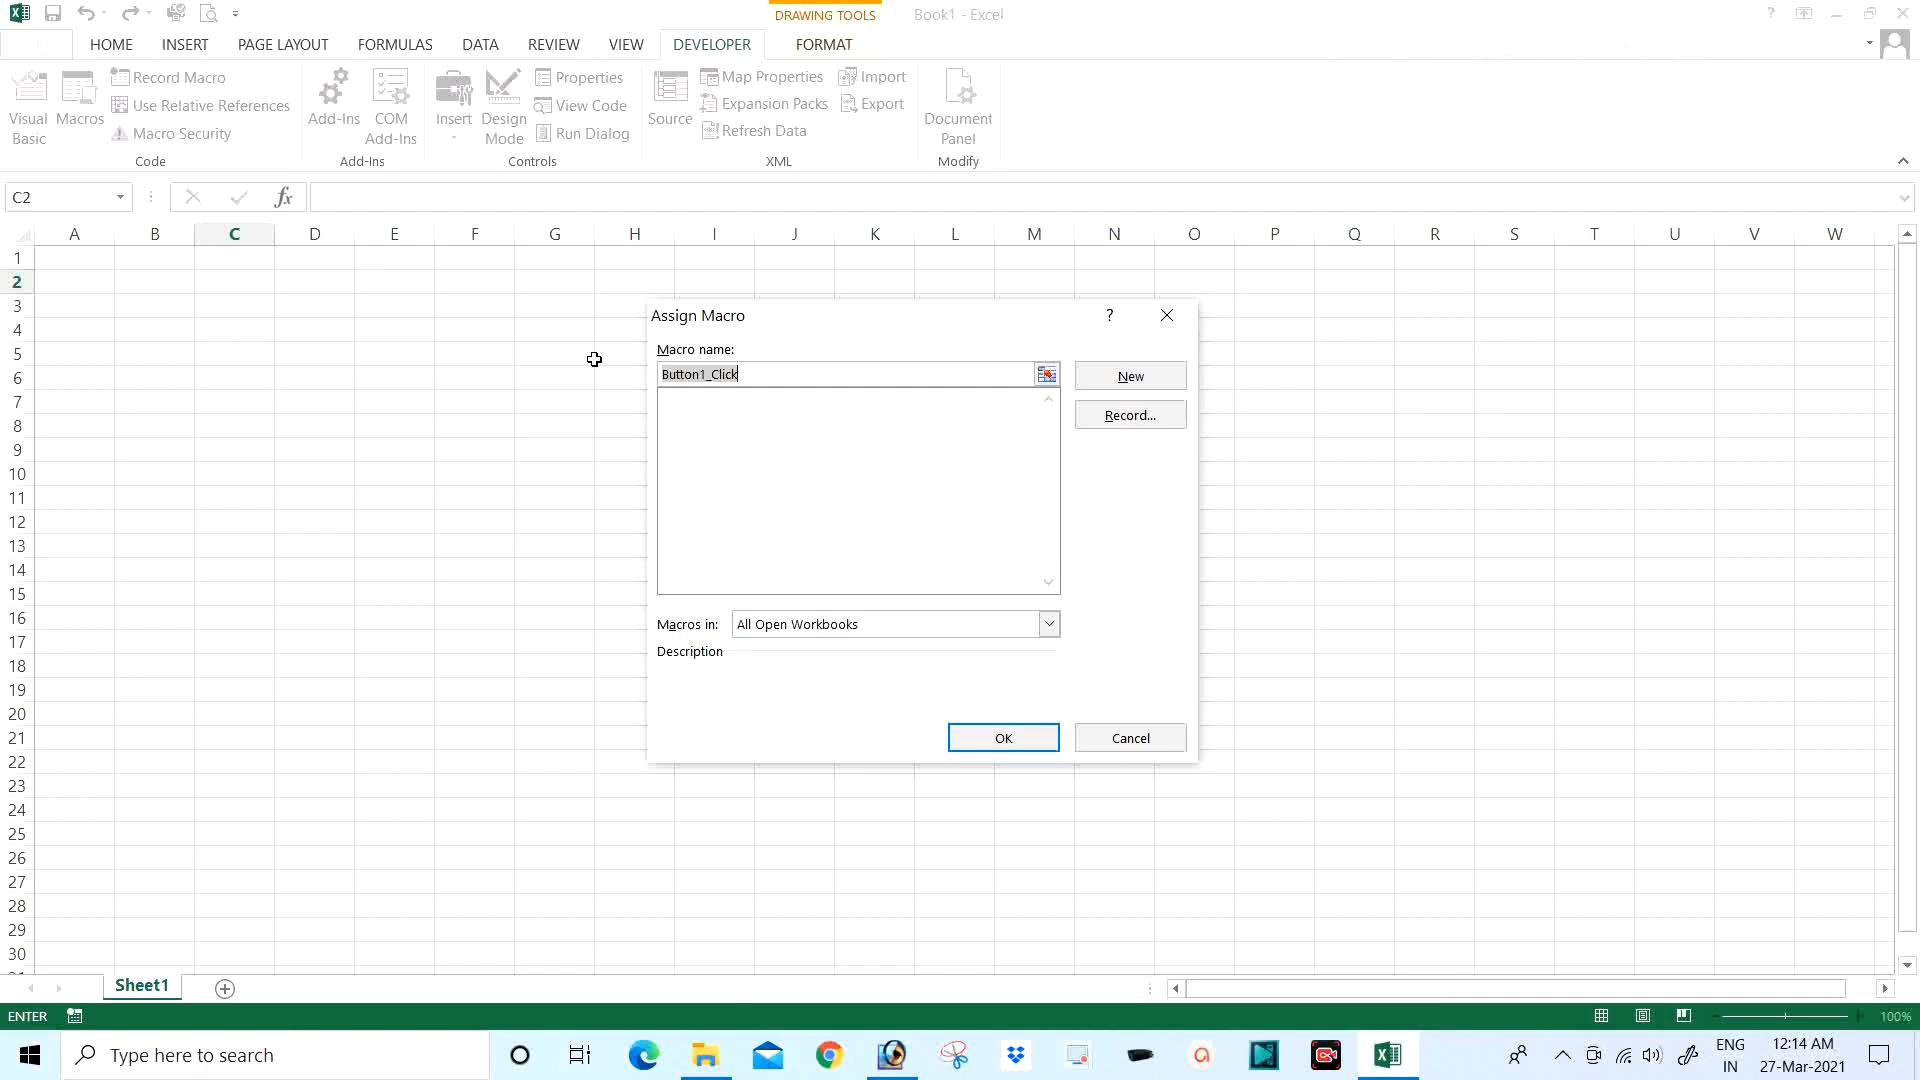 DRAWING TOOLS
Book1 - Excel
?
HOME INSERT PAGE LAYOUT FORMULAS DATA REVIEW VIEW DEVELOPER FORMAT
Visual Basic
Macros
Record Macro
Use Relative References
Macro Security
Code
Add-Ins
COM Add-Ins
Add-Ins
Insert
Design Mode
Properties
View Code
Run Dialog
Controls
Source
Map Properties
Expansion Packs
Refresh Data
Import
Export
XML
Document Panel
Modify
C2
fx
A B C D E F G H I J K L M N O P Q R S T U V W
1
2
3
4
5
6
7
8
9
10
11
12
13
14
15
16
17
18
19
20
21
22
23
24
25
26
27
28
29
30
Assign Macro ?
Macro name:
Button1_Click
New
Record...
Macros in: All Open Workbooks
Description
OK Cancel
Sheet1
ENTER
100%
Type here to search
ENG
IN
12:14 AM
27-Mar-2021